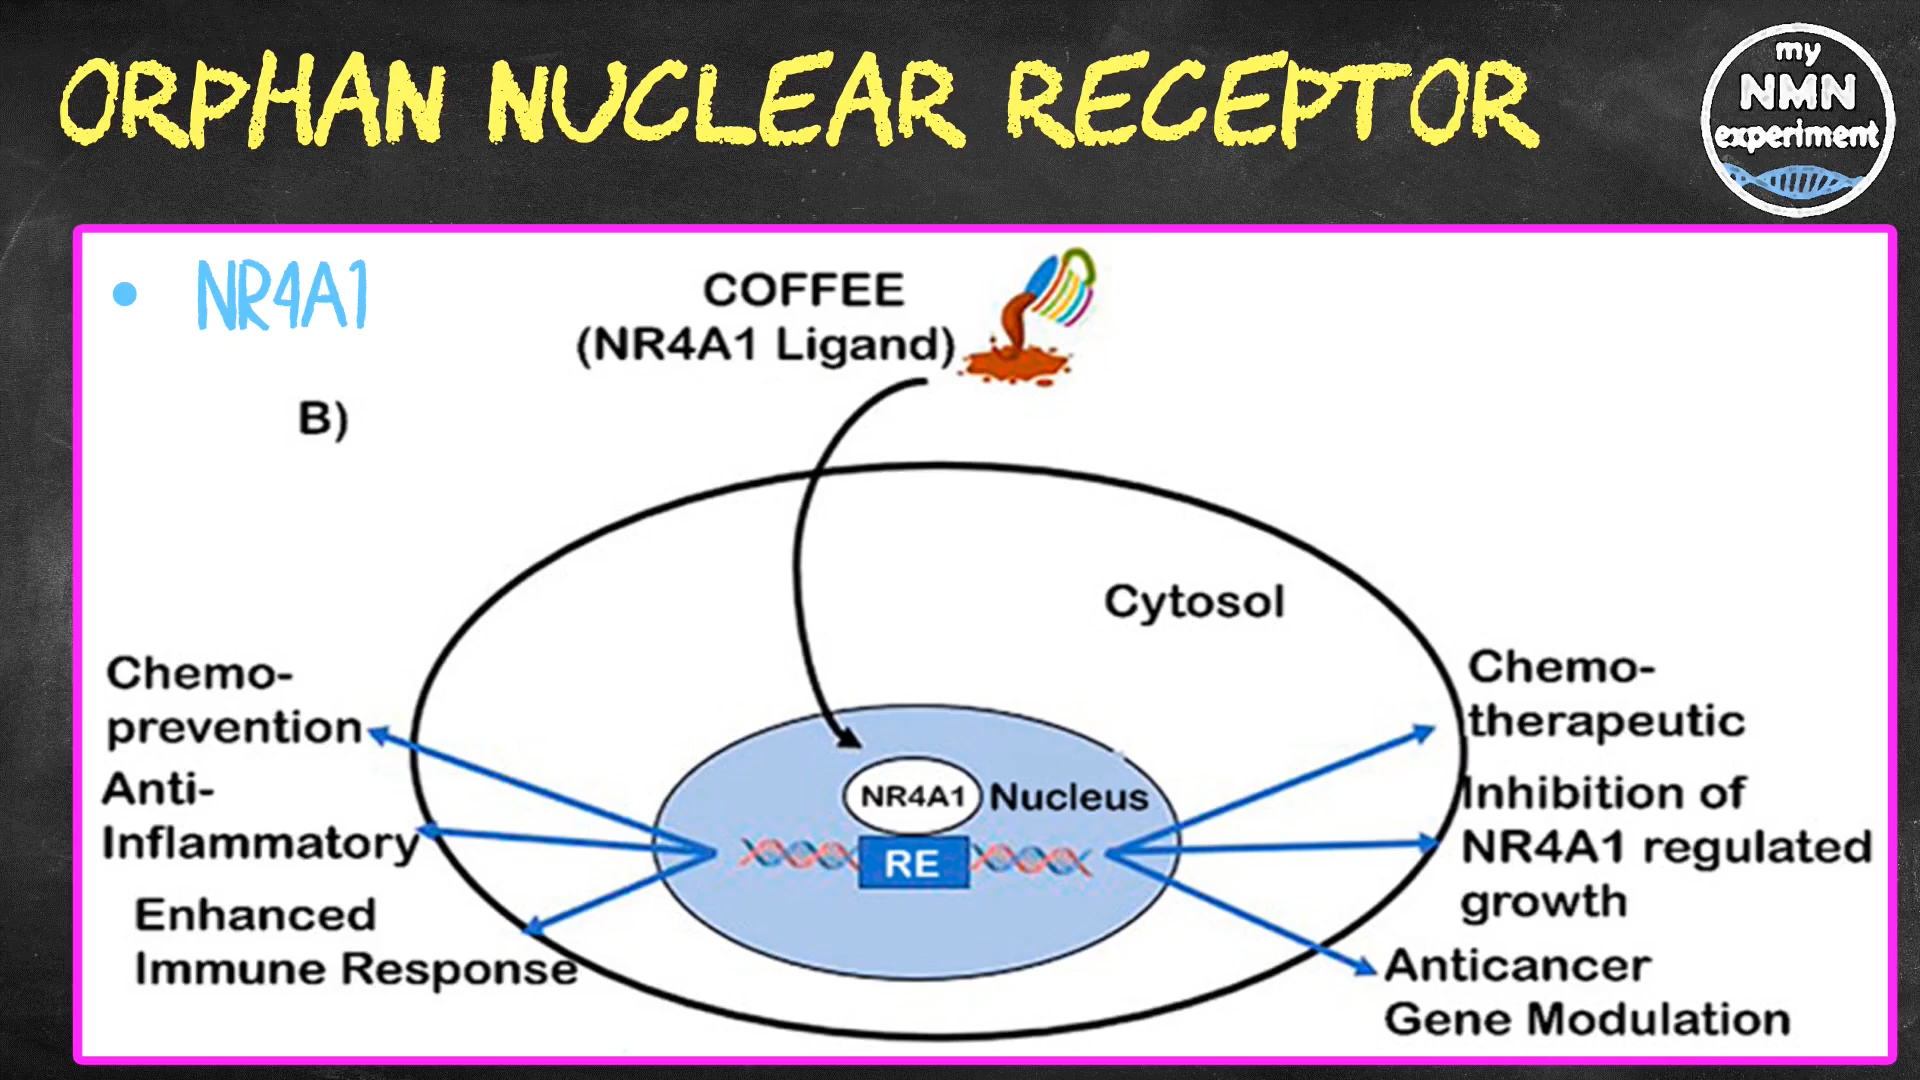 ORPHAN NUCLEAR RECEPTOR
my
NMN
experiment
• NR4A1
COFFEE
(NR4A1 Ligand)
B)
Cytosol
Chemo-
prevention
Anti-
Inflammatory
Enhanced
Immune Response
NR4A1
Nucleus
RE
Chemo-
therapeutic
Inhibition of
NR4A1 regulated
growth
Anticancer
Gene Modulation